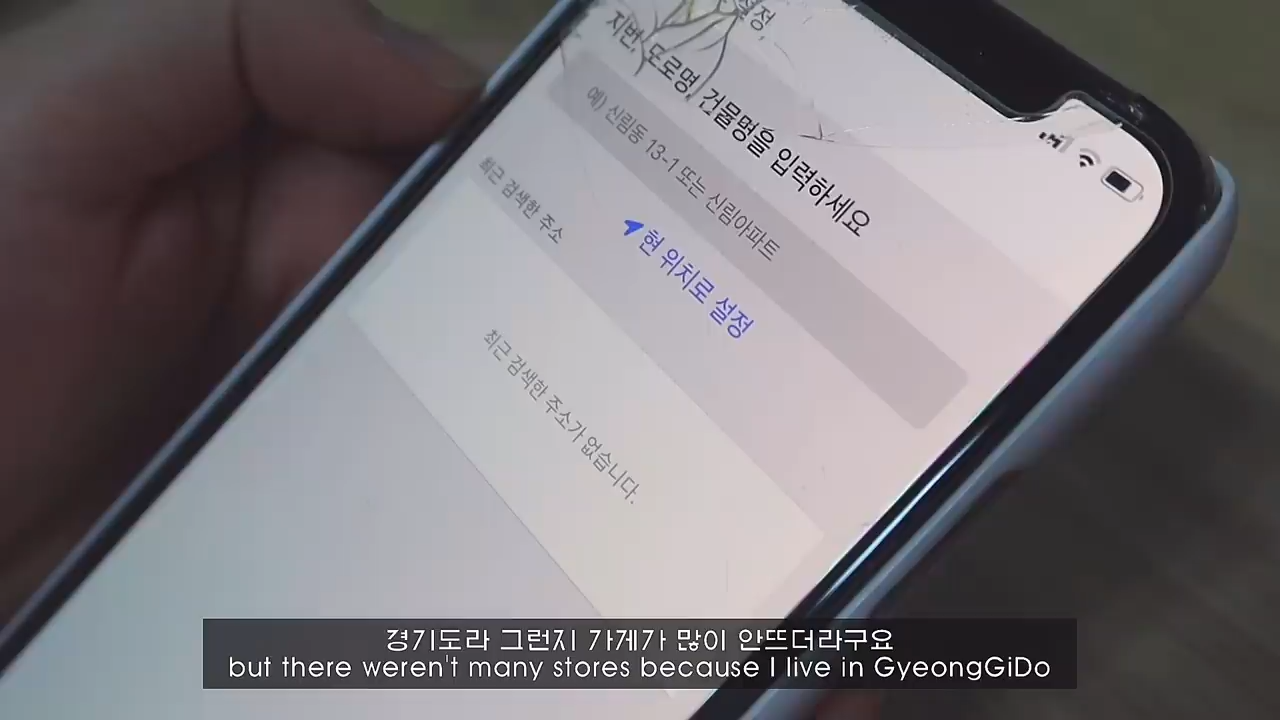 설정
지번, 도로명, 건물명을 입력하세요
예) 신림동 13-1 또는 신림아파트
현 위치로 설정
최근 검색한 주소
최근 검색한 주소가 없습니다.
경기도라 그런지 가게가 많이 안뜨더라구요
but there weren't many stores because I live in GyeongGiDo